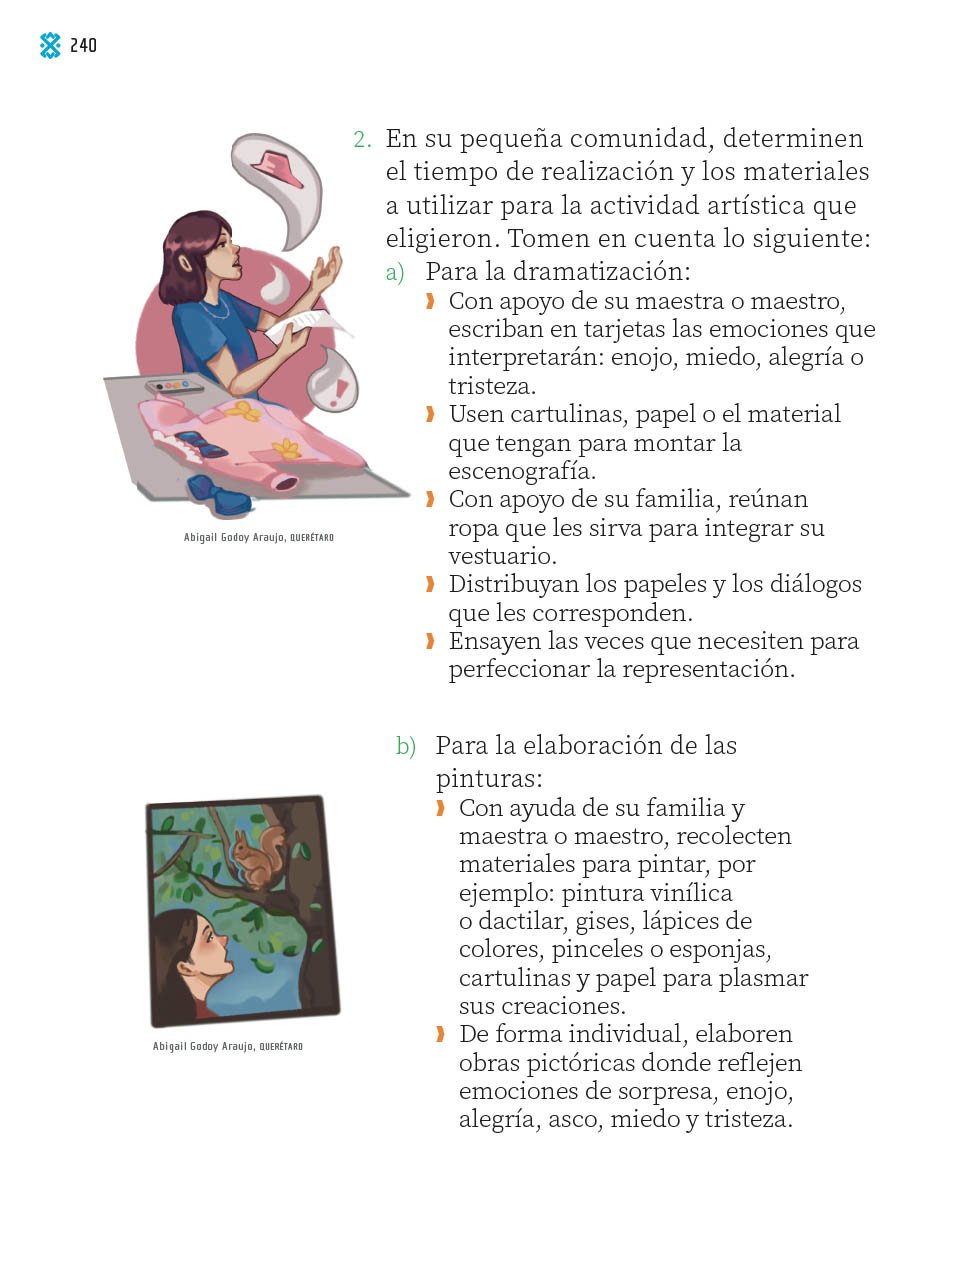 240
2. En su pequeña comunidad, determinen
el tiempo de realización y los materiales
a utilizar para la actividad artística que
eligieron. Tomen en cuenta lo siguiente:
a) Para la dramatización:
Con apoyo de su maestra o maestro,
escriban en tarjetas las emociones que
interpretarán: enojo, miedo, alegría o
tristeza.
Usen cartulinas, papel o el material
que tengan para montar la
escenografía.
Con apoyo de su familia, reúnan
ropa que les sirva para integrar su
vestuario.
Distribuyan los papeles y los diálogos
que les corresponden.
Ensayen las veces que necesiten para
perfeccionar la representación.
Abigail Godoy Araujo, QUERÉTARO
b) Para la elaboración de las
pinturas:
Con ayuda de su familia y
maestra o maestro, recolecten
materiales para pintar, por
ejemplo: pintura vinílica
o dactilar, gises, lápices de
colores, pinceles o esponjas,
cartulinas y papel para plasmar
sus creaciones.
De forma individual, elaboren
obras pictóricas donde reflejen
emociones de sorpresa, enojo,
alegría, asco, miedo y tristeza.
Abigail Godoy Araujo, QUERÉTARO